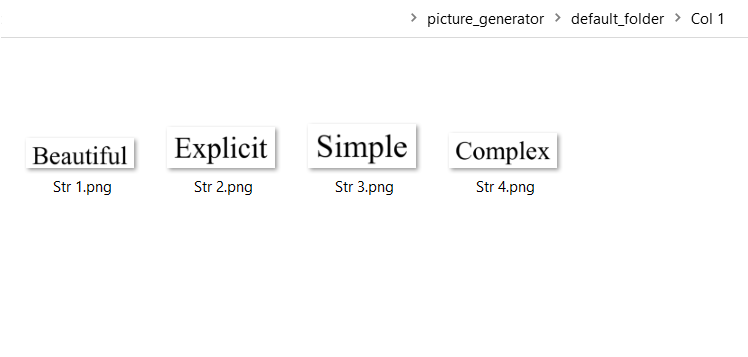 picture_generator > default_folder > Col 1
Beautiful Explicit Simple Complex
Str 1.png Str 2.png Str 3.png Str 4.png